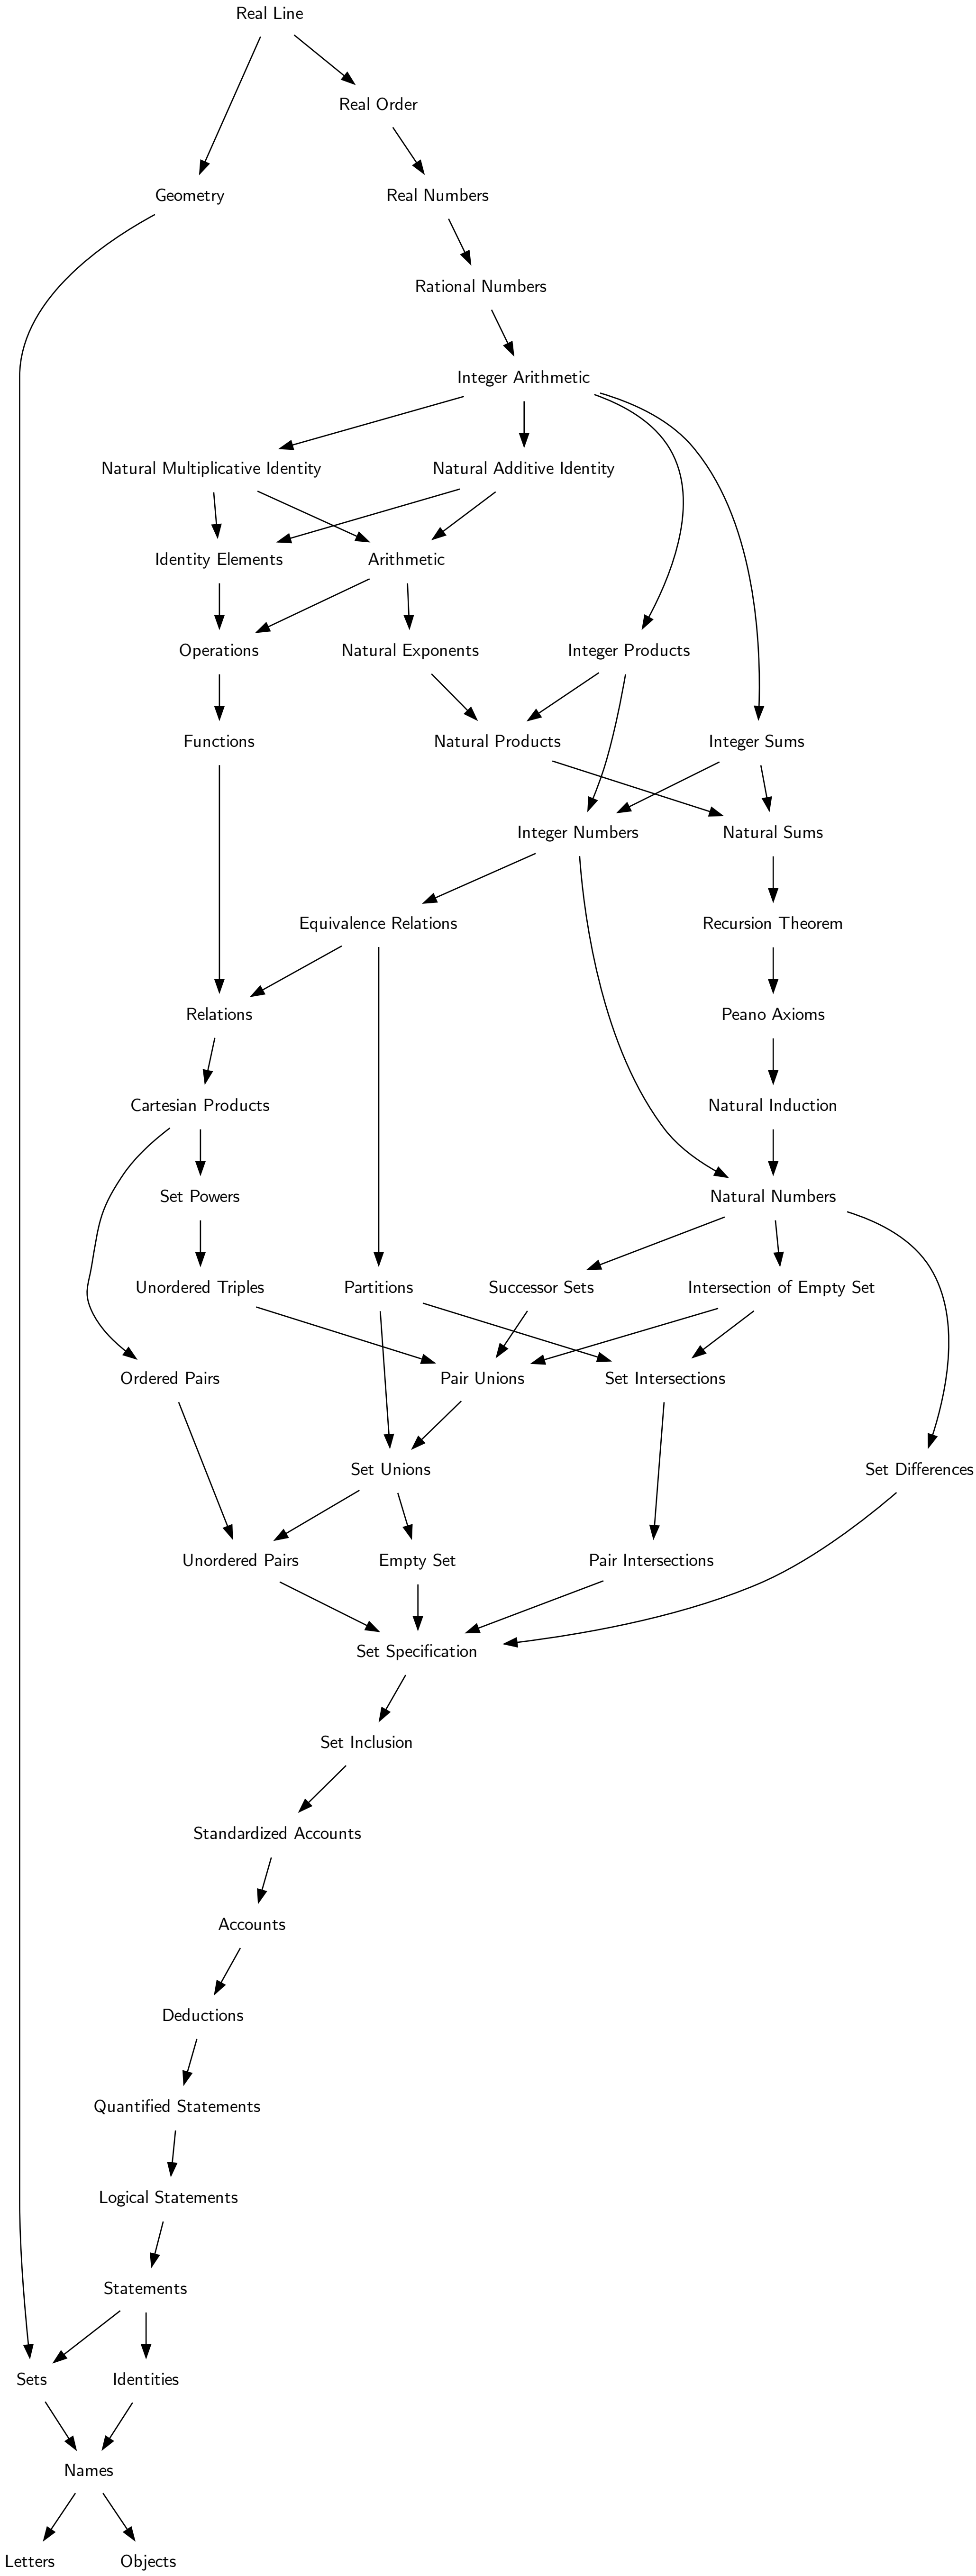 Real Line
Real Order
Geometry
Real Numbers
Rational Numbers
Integer Arithmetic
Natural Multiplicative Identity
Natural Additive Identity
Identity Elements
Arithmetic
Operations
Natural Exponents
Integer Products
Functions
Natural Products
Integer Sums
Integer Numbers
Natural Sums
Equivalence Relations
Recursion Theorem
Relations
Peano Axioms
Cartesian Products
Natural Induction
Set Powers
Natural Numbers
Unordered Triples
Partitions
Successor Sets
Intersection of Empty Set
Ordered Pairs
Pair Unions
Set Intersections
Set Unions
Set Differences
Unordered Pairs
Empty Set
Pair Intersections
Set Specification
Set Inclusion
Standardized Accounts
Accounts
Deductions
Quantified Statements
Logical Statements
Statements
Sets
Identities
Names
Letters
Objects